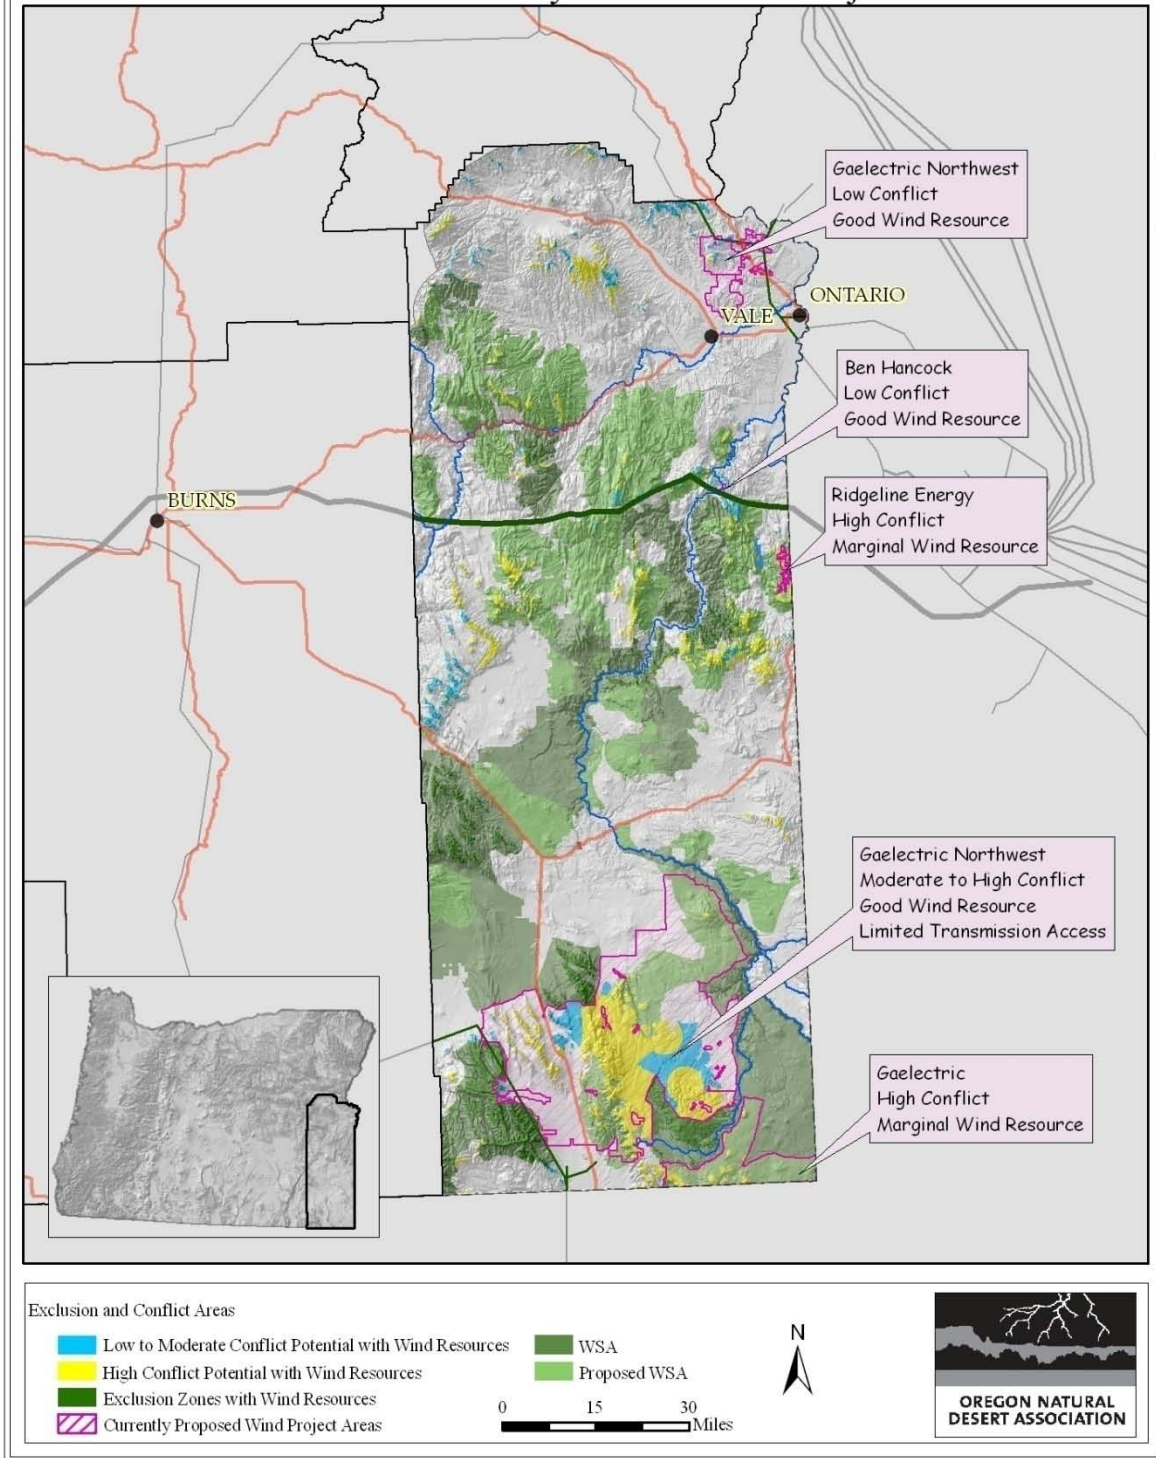 Gaelectric Northwest
Low Conflict
Good Wind Resource
ONTARIO
VALE
Ben Hancock
Low Conflict
Good Wind Resource
Ridgeline Energy
High Conflict
Marginal Wind Resource
BURNS
Gaelectric Northwest
Moderate to High Conflict
Good Wind Resource
Limited Transmission Access
Gaelectric
High Conflict
Marginal Wind Resource
Exclusion and Conflict Areas
Low to Moderate Conflict Potential with Wind Resources
High Conflict Potential with Wind Resources
Exclusion Zones with Wind Resources
Currently Proposed Wind Project Areas
WSA
Proposed WSA
0 15 30
Miles
N
OREGON NATURAL
DESERT ASSOCIATION